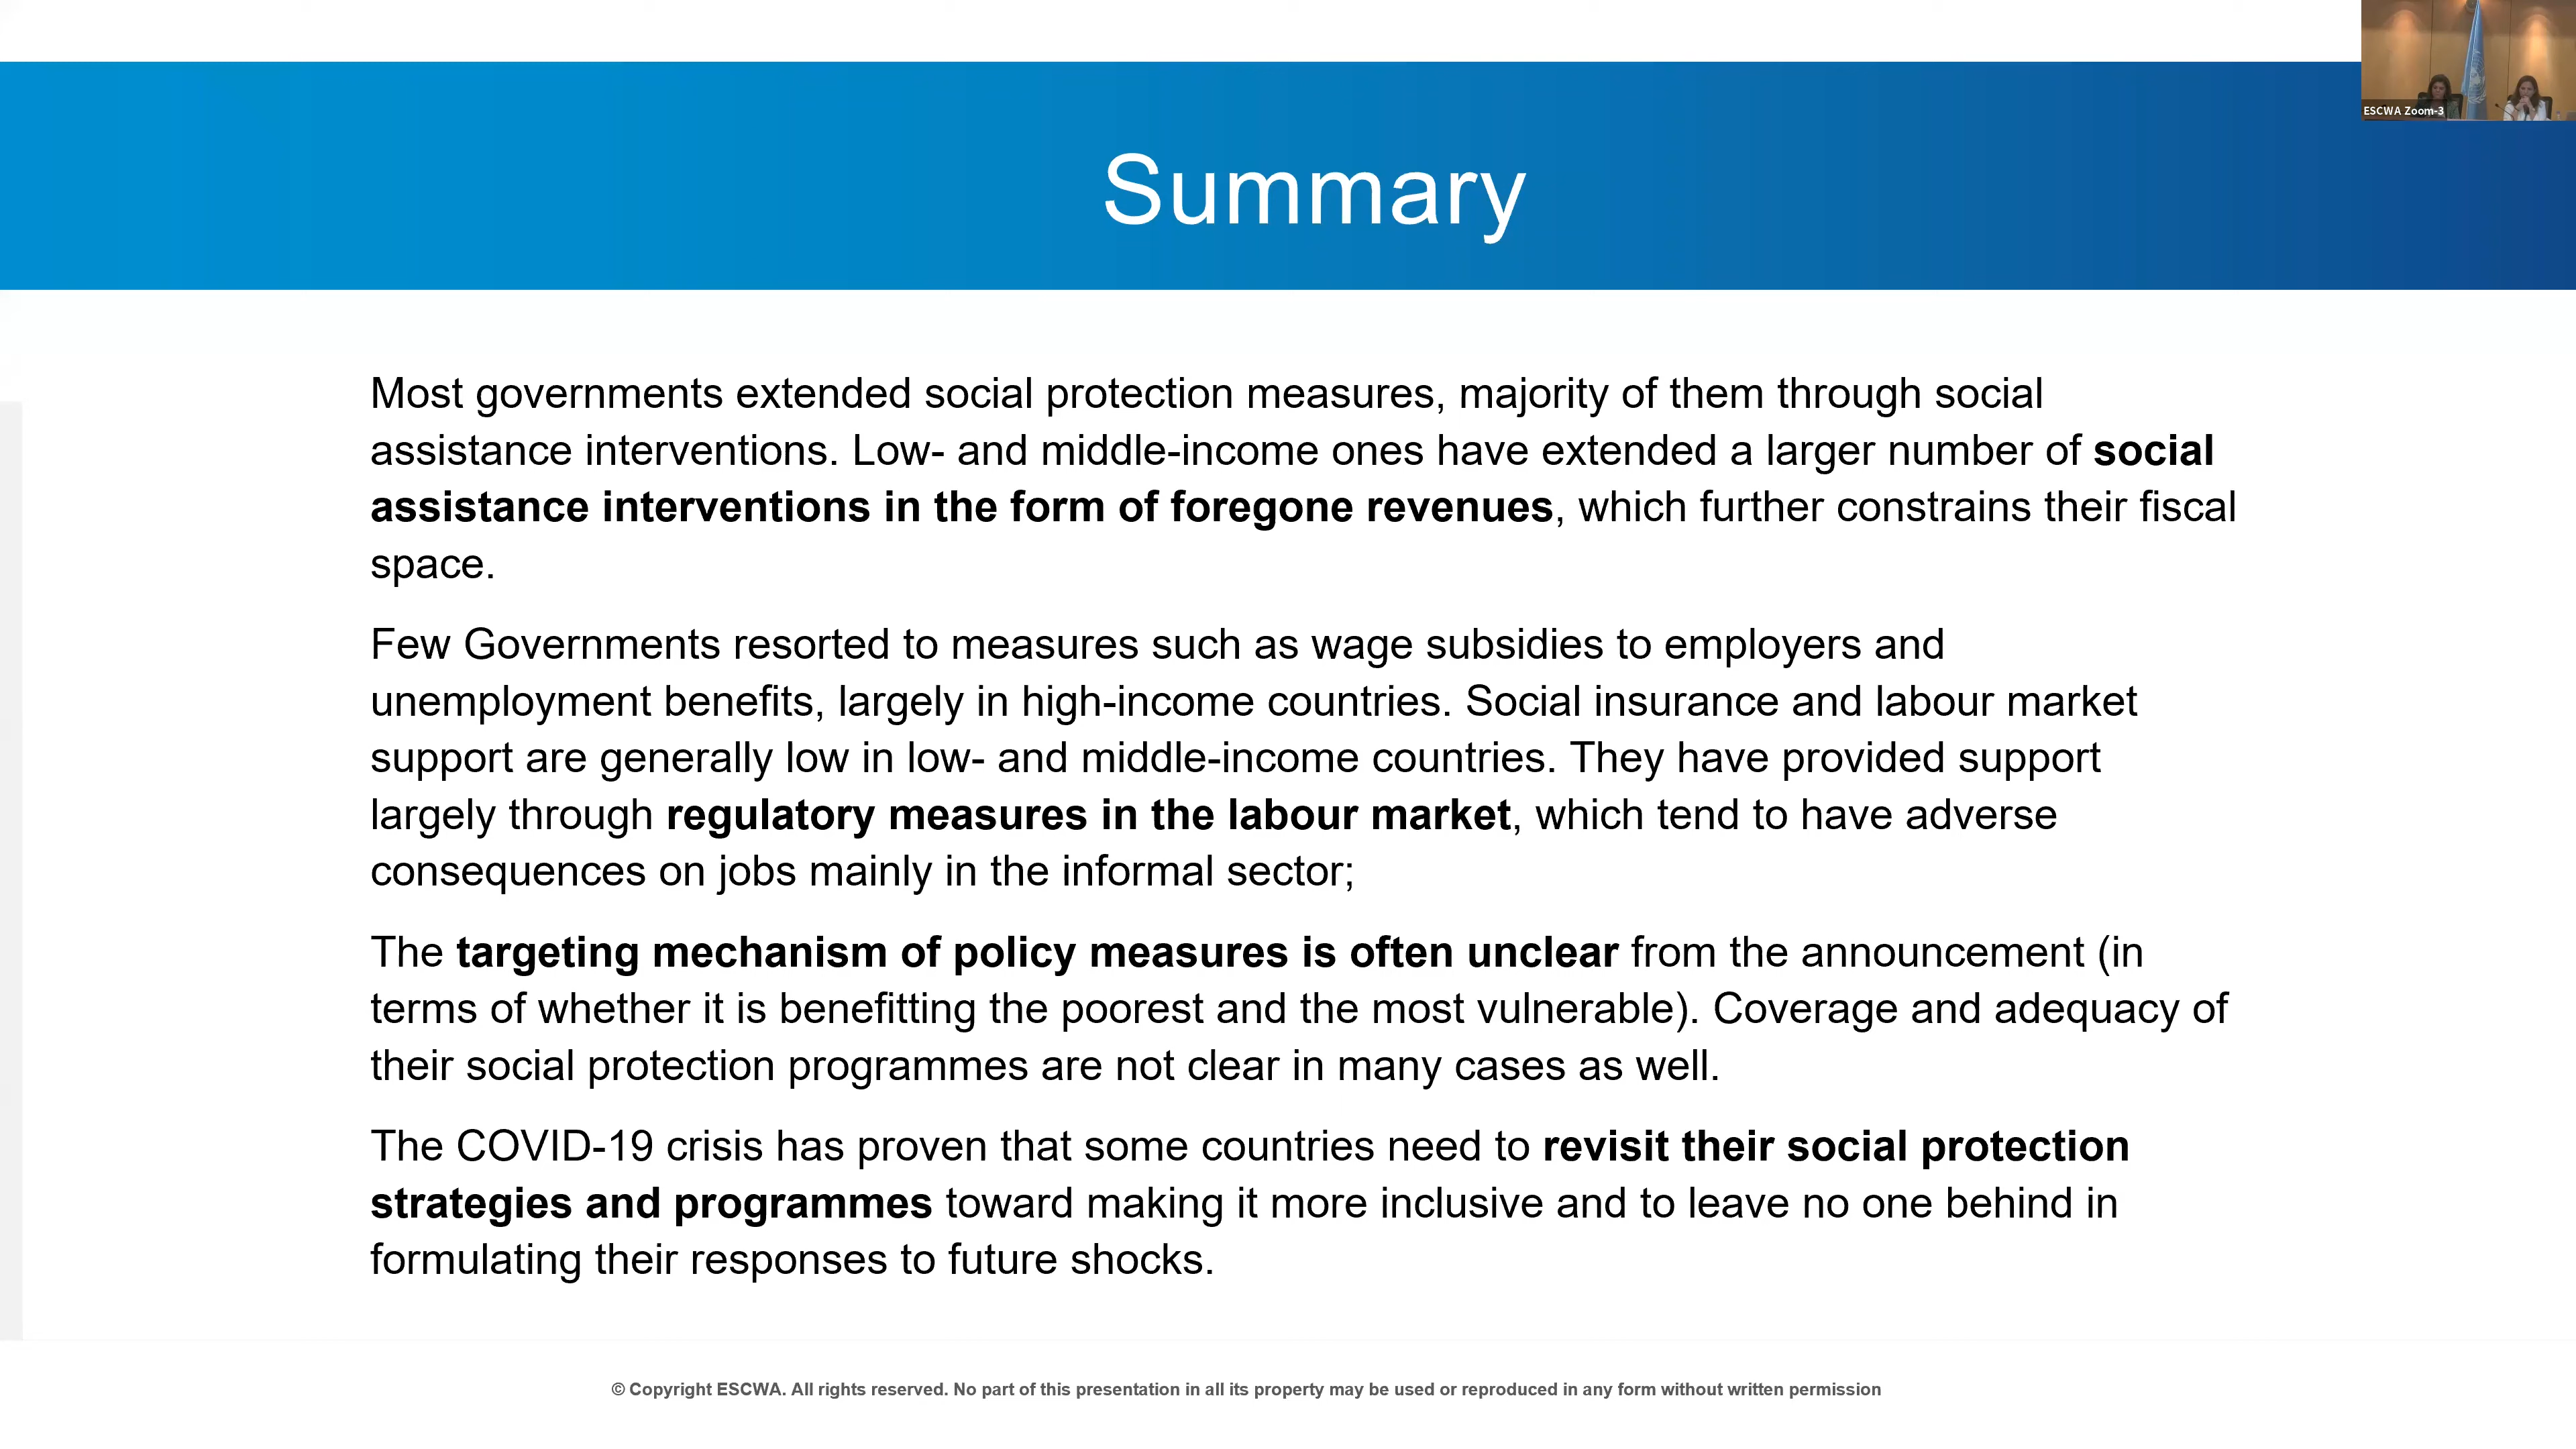 ESCWA Zoom-3
Summary
Most governments extended social protection measures, majority of them through social
assistance interventions. Low- and middle-income ones have extended a larger number of social
assistance interventions in the form of foregone revenues, which further constrains their fiscal
space.
Few Governments resorted to measures such as wage subsidies to employers and
unemployment benefits, largely in high-income countries. Social insurance and labour market
support are generally low in low- and middle-income countries. They have provided support
largely through regulatory measures in the labour market, which tend to have adverse
consequences on jobs mainly in the informal sector;
The targeting mechanism of policy measures is often unclear from the announcement (in
terms of whether it is benefitting the poorest and the most vulnerable). Coverage and adequacy of
their social protection programmes are not clear in many cases as well.
The COVID-19 crisis has proven that some countries need to revisit their social protection
strategies and programmes toward making it more inclusive and to leave no one behind in
formulating their responses to future shocks.
© Copyright ESCWA. All rights reserved. No part of this presentation in all its property may be used or reproduced in any form without written permission